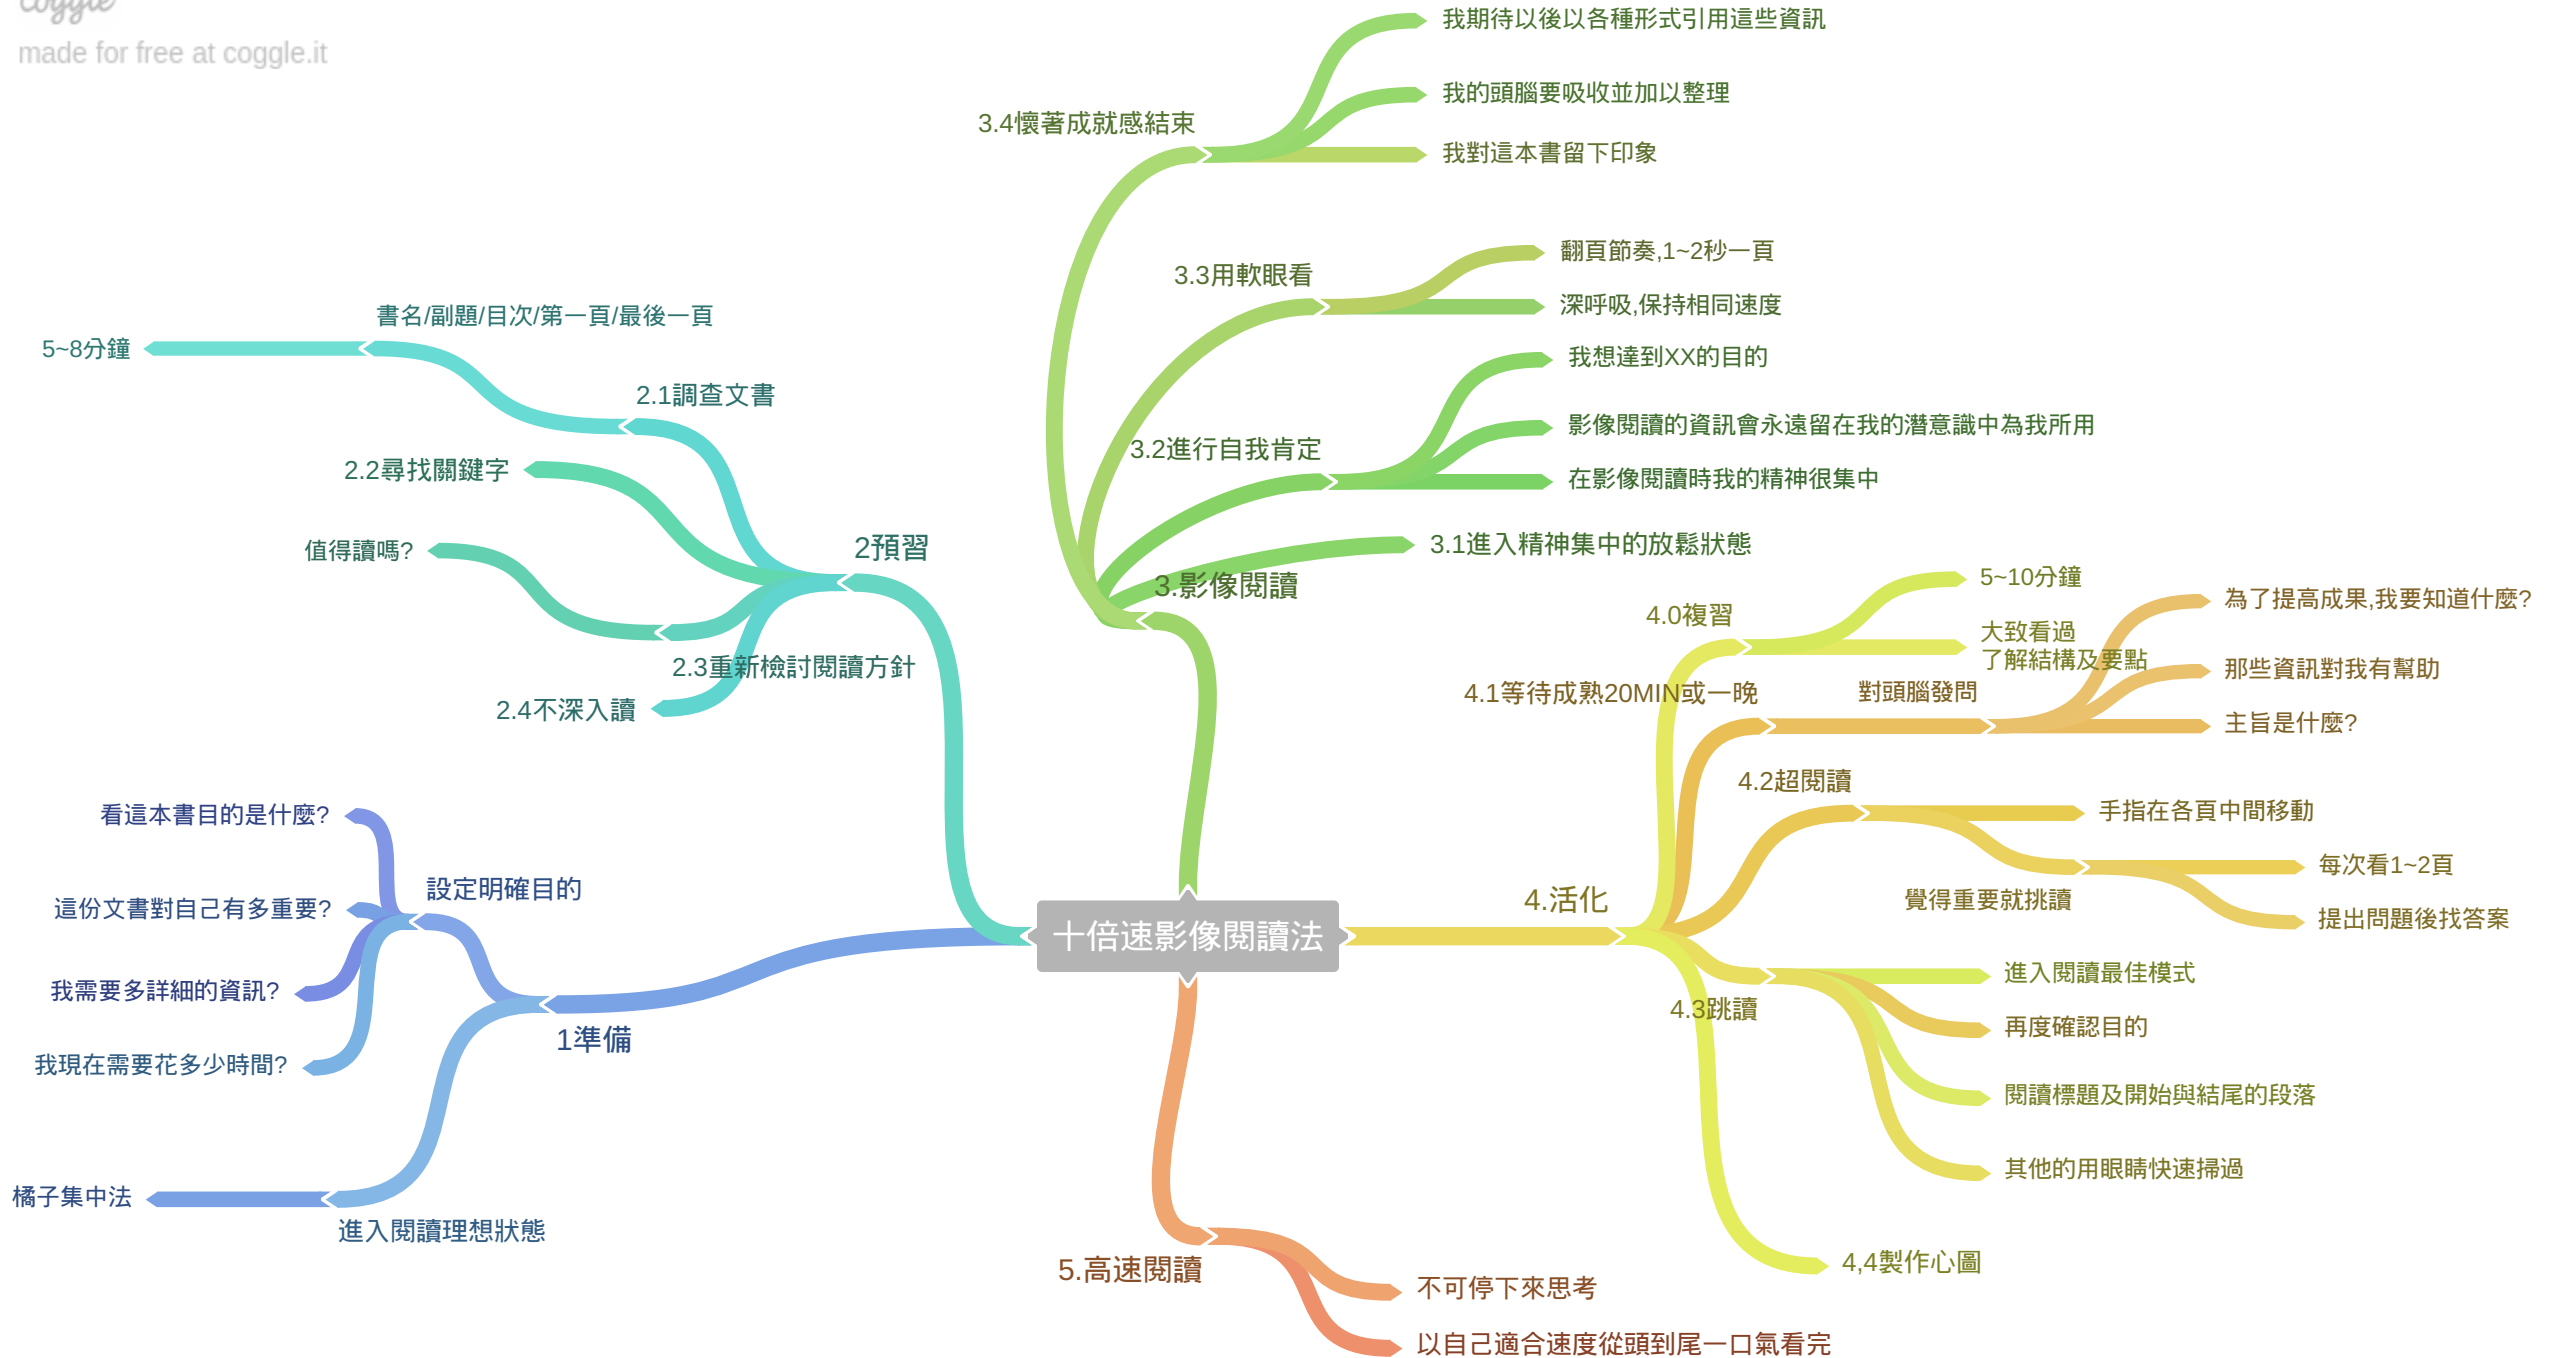 coggle
made for free at coggle.it
十倍速影像閱讀法
1準備
設定明確目的
看這本書目的是什麼?
這份文書對自己有多重要?
我需要多詳細的資訊?
我現在需要花多少時間?
進入閱讀理想狀態
橘子集中法
2預習
2.1調查文書
書名/副題/目次/第一頁/最後一頁
5~8分鐘
2.2尋找關鍵字
2.3重新檢討閱讀方針
值得讀嗎?
2.4不深入讀
3.影像閱讀
3.4懷著成就感結束
我期待以後以各種形式引用這些資訊
我的頭腦要吸收並加以整理
我對這本書留下印象
3.3用軟眼看
翻頁節奏,1~2秒一頁
深呼吸,保持相同速度
3.2進行自我肯定
我想達到XX的目的
影像閱讀的資訊會永遠留在我的潛意識中為我所用
在影像閱讀時我的精神很集中
3.1進入精神集中的放鬆狀態
4.活化
4.0複習
5~10分鐘
大致看過
了解結構及要點
4.1等待成熟20MIN或一晚
對頭腦發問
為了提高成果,我要知道什麼?
那些資訊對我有幫助
主旨是什麼?
4.2超閱讀
手指在各頁中間移動
覺得重要就挑讀
每次看1~2頁
提出問題後找答案
4.3跳讀
進入閱讀最佳模式
再度確認目的
閱讀標題及開始與結尾的段落
其他的用眼睛快速掃過
4,4製作心圖
5.高速閱讀
不可停下來思考
以自己適合速度從頭到尾一口氣看完